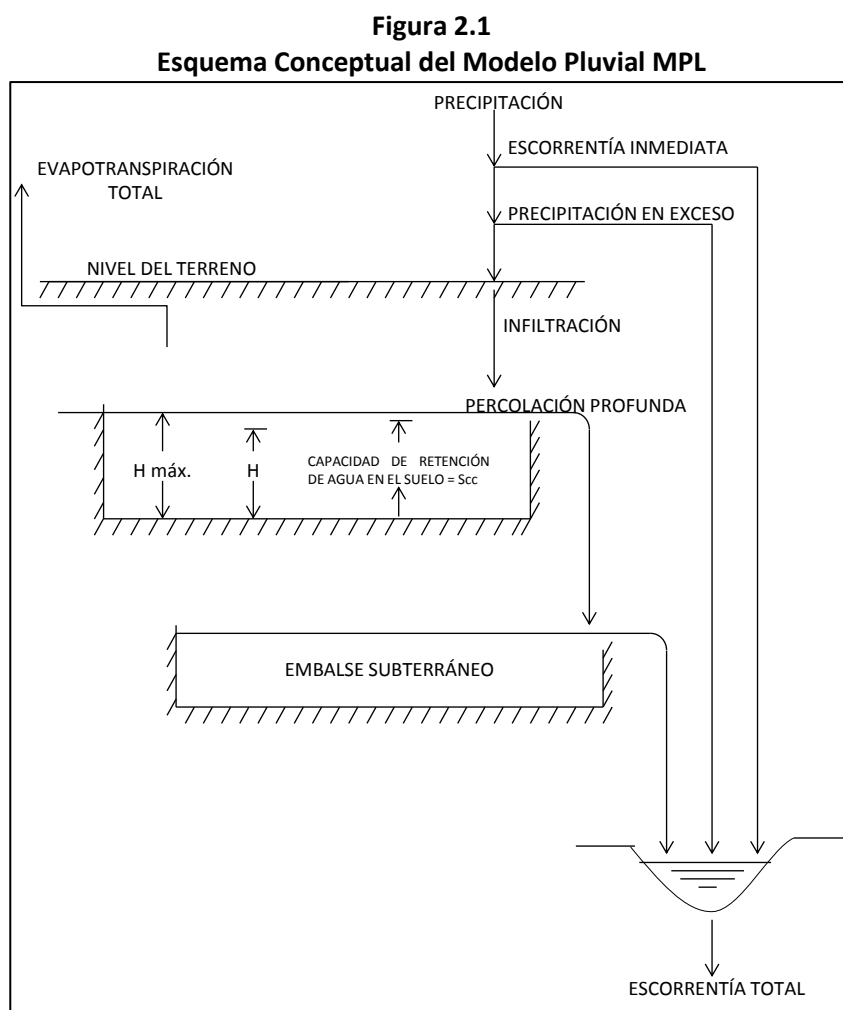 Figura 2.1
Esquema Conceptual del Modelo Pluvial MPL
PRECIPITACIÓN
ESCORRENTÍA INMEDIATA
EVAPOTRANSPIRACIÓN
TOTAL
PRECIPITACIÓN EN EXCESO
NIVEL DEL TERRENO
INFILTRACIÓN
PERCOLACIÓN PROFUNDA
H máx.
H
CAPACIDAD DE RETENCIÓN
DE AGUA EN EL SUELO = Scc
EMBALSE SUBTERRÁNEO
ESCORRENTÍA TOTAL